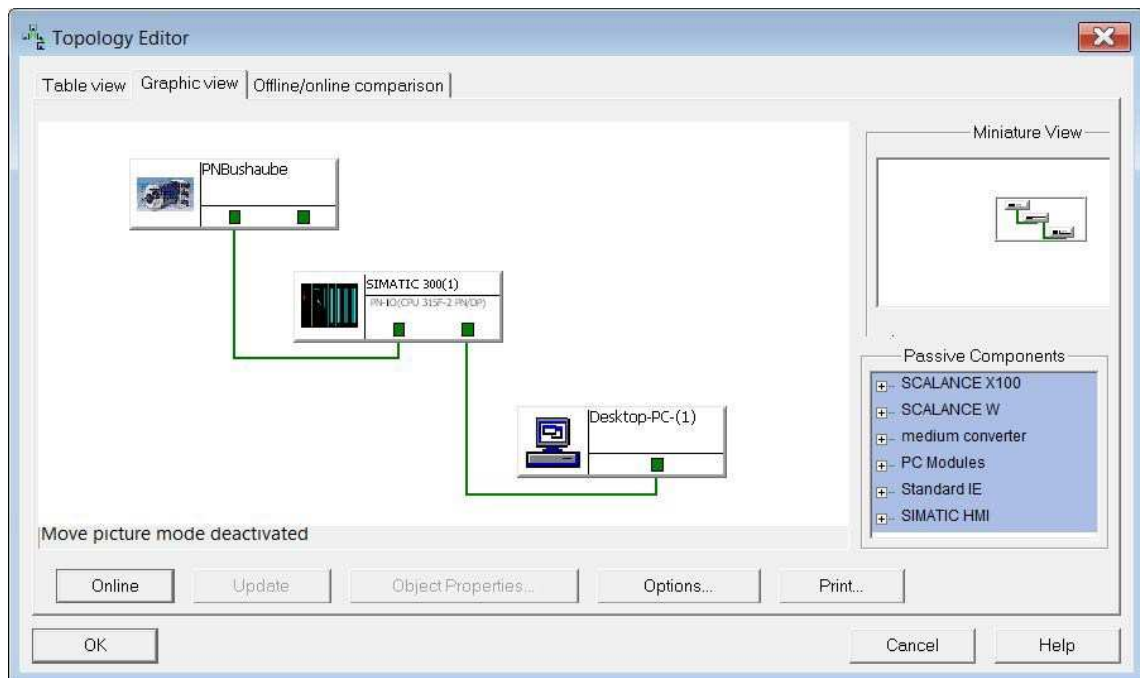 Topology Editor
Table view
Graphic view
Offline/online comparison
PNBushaube
SIMATIC 300(1)
PN-IO(CPU 315F-2 PN/DP)
Desktop-PC-(1)
Move picture mode deactivated
Miniature View
Passive Components
SCALANCE X100
SCALANCE W
medium converter
PC Modules
Standard IE
SIMATIC HMI
Online
Update
Object Properties...
Options...
Print...
OK
Cancel
Help